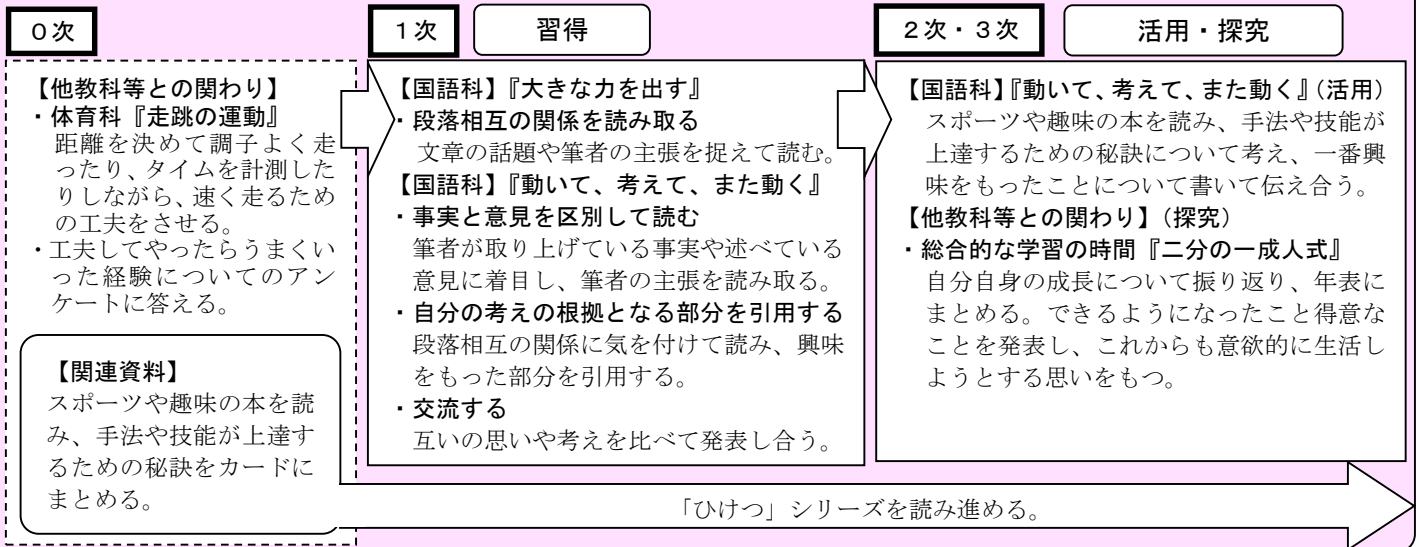 0次
【他教科等との関わり】
・体育科『走跳の運動』
距離を決めて調子よく走
ったり、タイムを計測した
りしながら、速く走るため
の工夫をさせる。
・工夫してやったらうまくい
った経験についてのアン
ケートに答える。
【関連資料】
スポーツや趣味の本を読
み、手法や技能が上達す
るための秘訣をカードに
まとめる。
1次
習得
【国語科】『大きな力を出す』
・段落相互の関係を読み取る
文章の話題や筆者の主張を捉えて読む。
【国語科】『動いて、考えて、また動く』
・事実と意見を区別して読む
筆者が取り上げている事実や述べている
意見に着目し、筆者の主張を読み取る。
・自分の考えの根拠となる部分を引用する
段落相互の関係に気を付けて読み、興味
をもった部分を引用する。
・交流する
互いの思いや考えを比べて発表し合う。
2次・3次
活用・探究
【国語科】『動いて、考えて、また動く』(活用)
スポーツや趣味の本を読み、手法や技能が
上達するための秘訣について考え、一番興
味をもったことについて書いて伝え合う。
【他教科等との関わり】(探究)
・総合的な学習の時間『二分の一成人式』
自分自身の成長について振り返り、年表に
まとめる。できるようになったこと得意な
ことを発表し、これからも意欲的に生活し
ようとする思いをもつ。
「ひけつ」シリーズを読み進める。